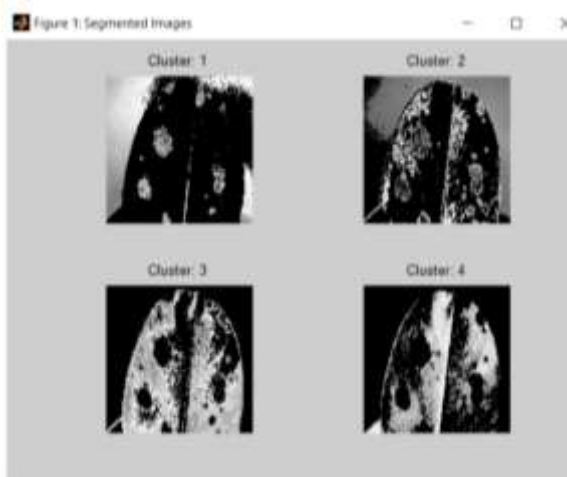 Figure 1: Segmented Images
Cluster: 1
Cluster: 2
Cluster: 3
Cluster: 4